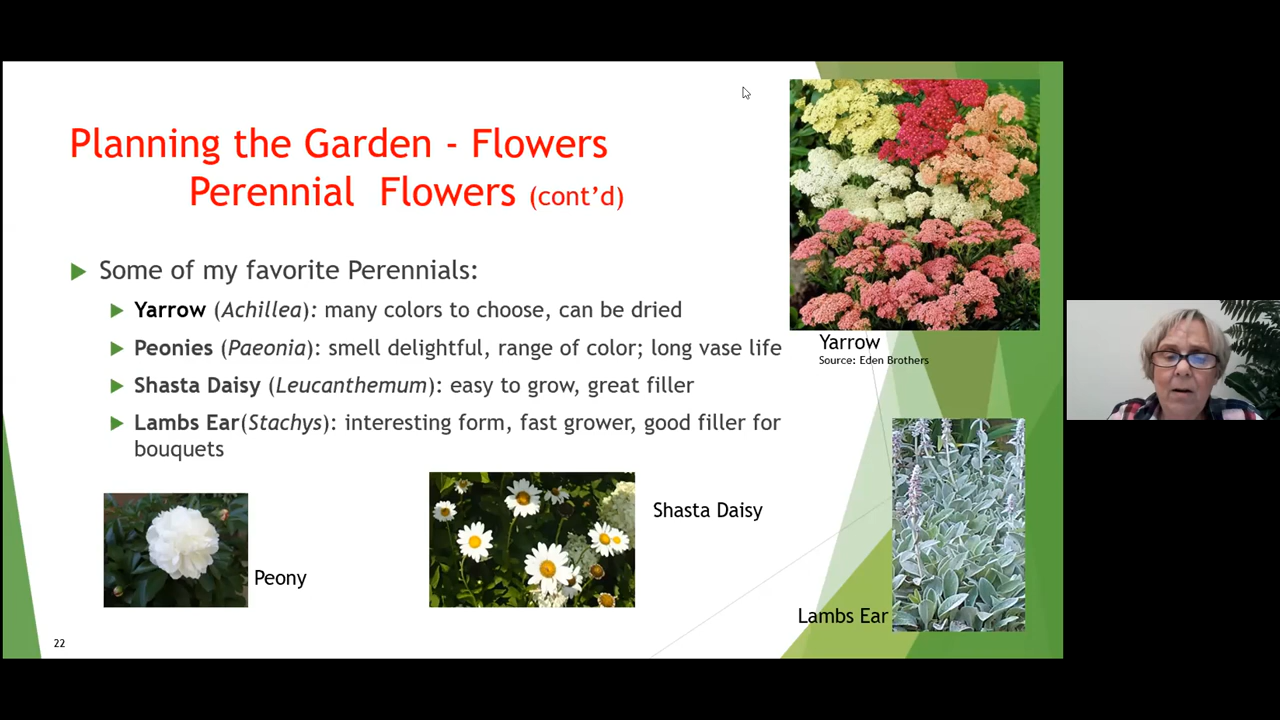 Planning the Garden - Flowers
Perennial Flowers (cont'd)
Some of my favorite Perennials:
Yarrow (Achillea): many colors to choose, can be dried
Peonies (Paeonia): smell delightful, range of color; long vase life
Shasta Daisy (Leucanthemum): easy to grow, great filler
Lambs Ear(Stachys): interesting form, fast grower, good filler for
bouquets
Yarrow
Source: Eden Brothers
Shasta Daisy
Peony
Lambs Ear
22